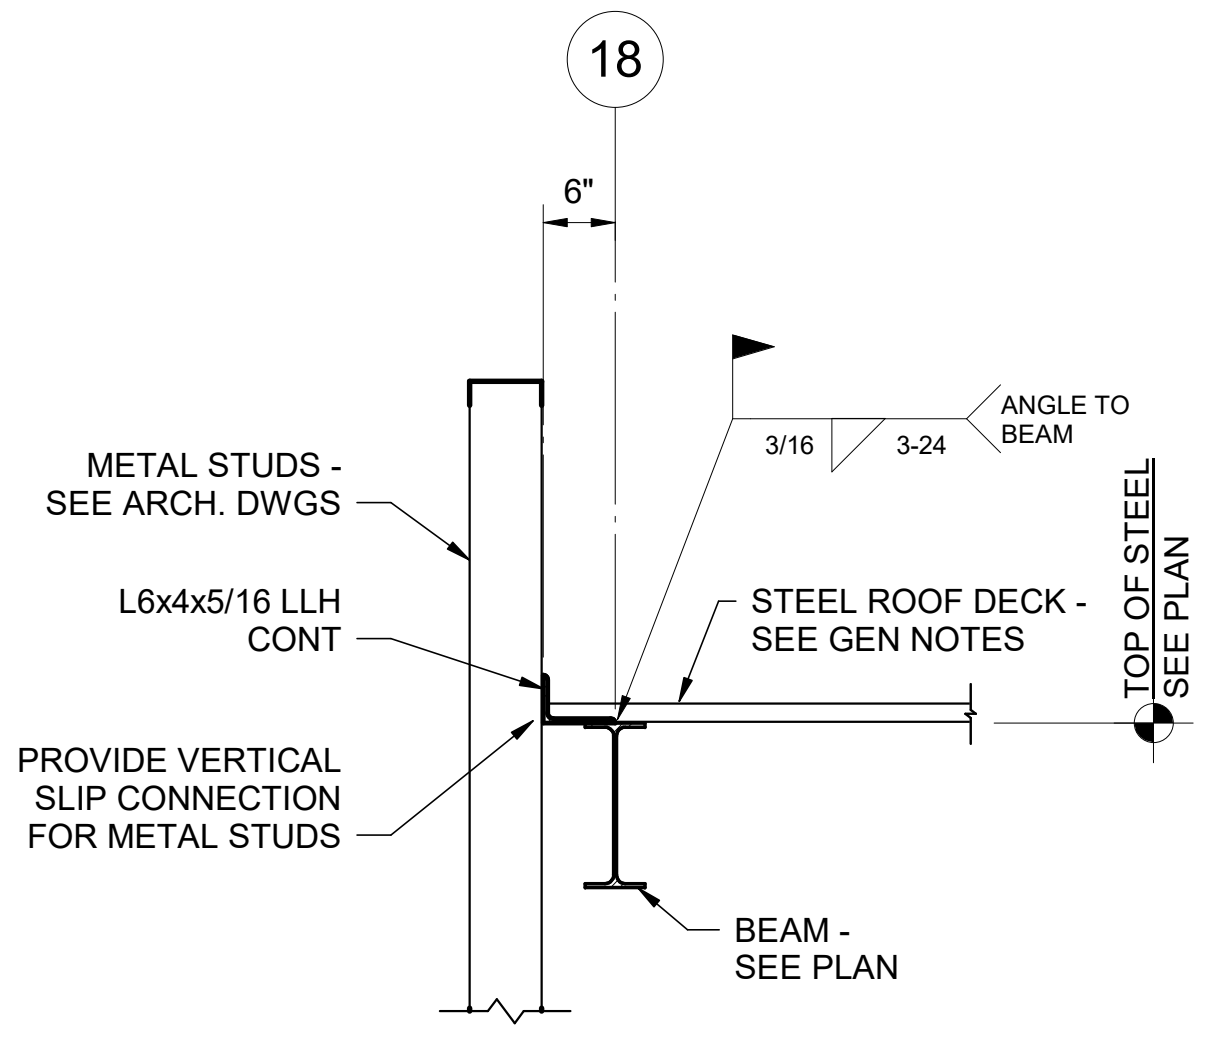 18
6"
3/16
3-24
ANGLE TO
BEAM
METAL STUDS -
SEE ARCH. DWGS
L6x4x5/16 LLH
CONT
PROVIDE VERTICAL
SLIP CONNECTION
FOR METAL STUDS
STEEL ROOF DECK -
SEE GEN NOTES
TOP OF STEEL
SEE PLAN
BEAM -
SEE PLAN